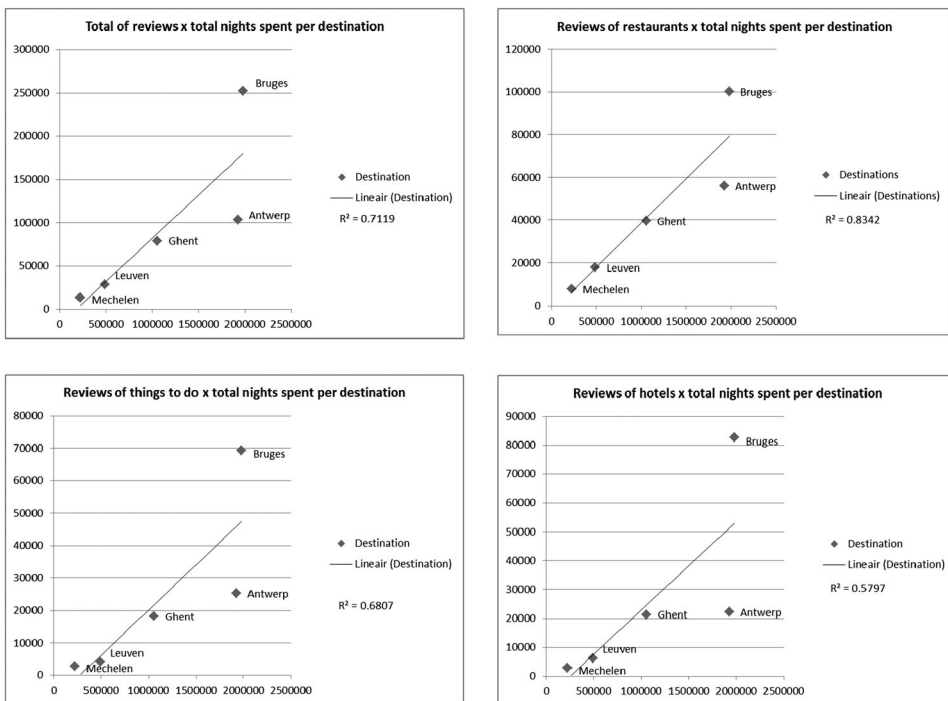 Total of reviews x total nights spent per destination
300000
250000
200000
150000
100000
50000
0
0 500000 1000000 1500000 2000000 2500000
Bruges
Antwerp
Ghent
Leuven
Mechelen
Destination
Lineair (Destination)
R² = 0.7119
Reviews of restaurants x total nights spent per destination
120000
100000
80000
60000
40000
20000
0
0 500000 1000000 1500000 2000000 2500000
Bruges
Antwerp
Ghent
Leuven
Mechelen
Destinations
Lineair (Destinations)
R² = 0.8342
Reviews of things to do x total nights spent per destination
80000
70000
60000
50000
40000
30000
20000
10000
0
0 500000 1000000 1500000 2000000 2500000
Bruges
Antwerp
Ghent
Leuven
Mechelen
Destination
Lineair (Destination)
R² = 0.6807
Reviews of hotels x total nights spent per destination
90000
80000
70000
60000
50000
40000
30000
20000
10000
0
0 500000 1000000 1500000 2000000 2500000
Bruges
Antwerp
Ghent
Leuven
Mechelen
Destination
Lineair (Destination)
R² = 0.5797